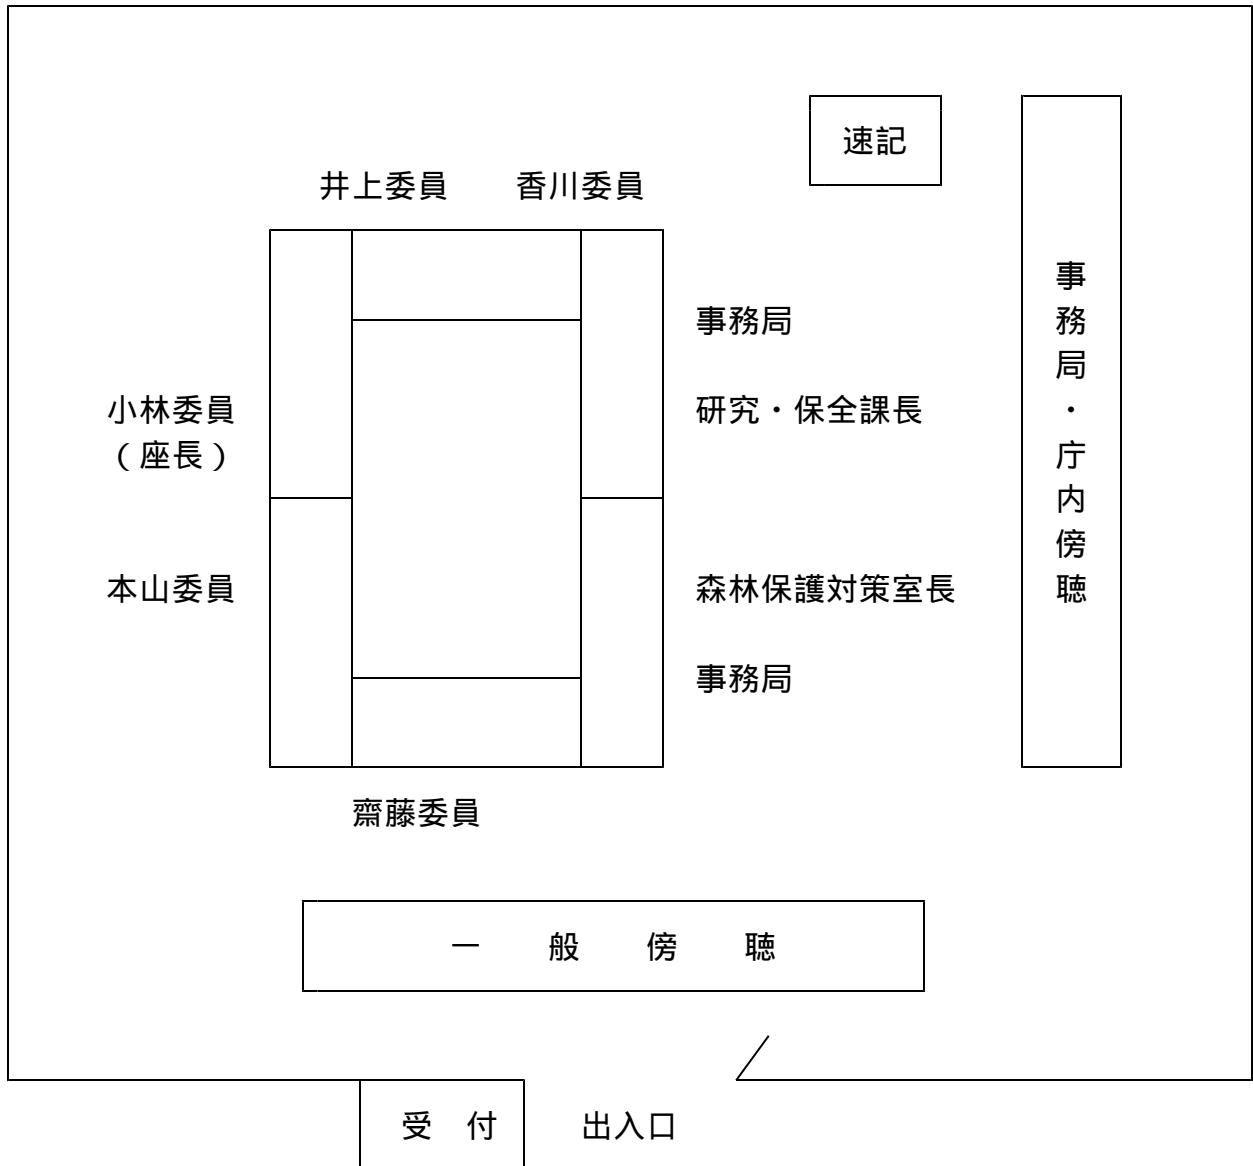 速記
井上委員　　香川委員
事務局・庁内傍聴
事務局
小林委員
（座長）
研究・保全課長
本山委員
森林保護対策室長
事務局
齋藤委員
一　般　傍　聴
受　付
出入口